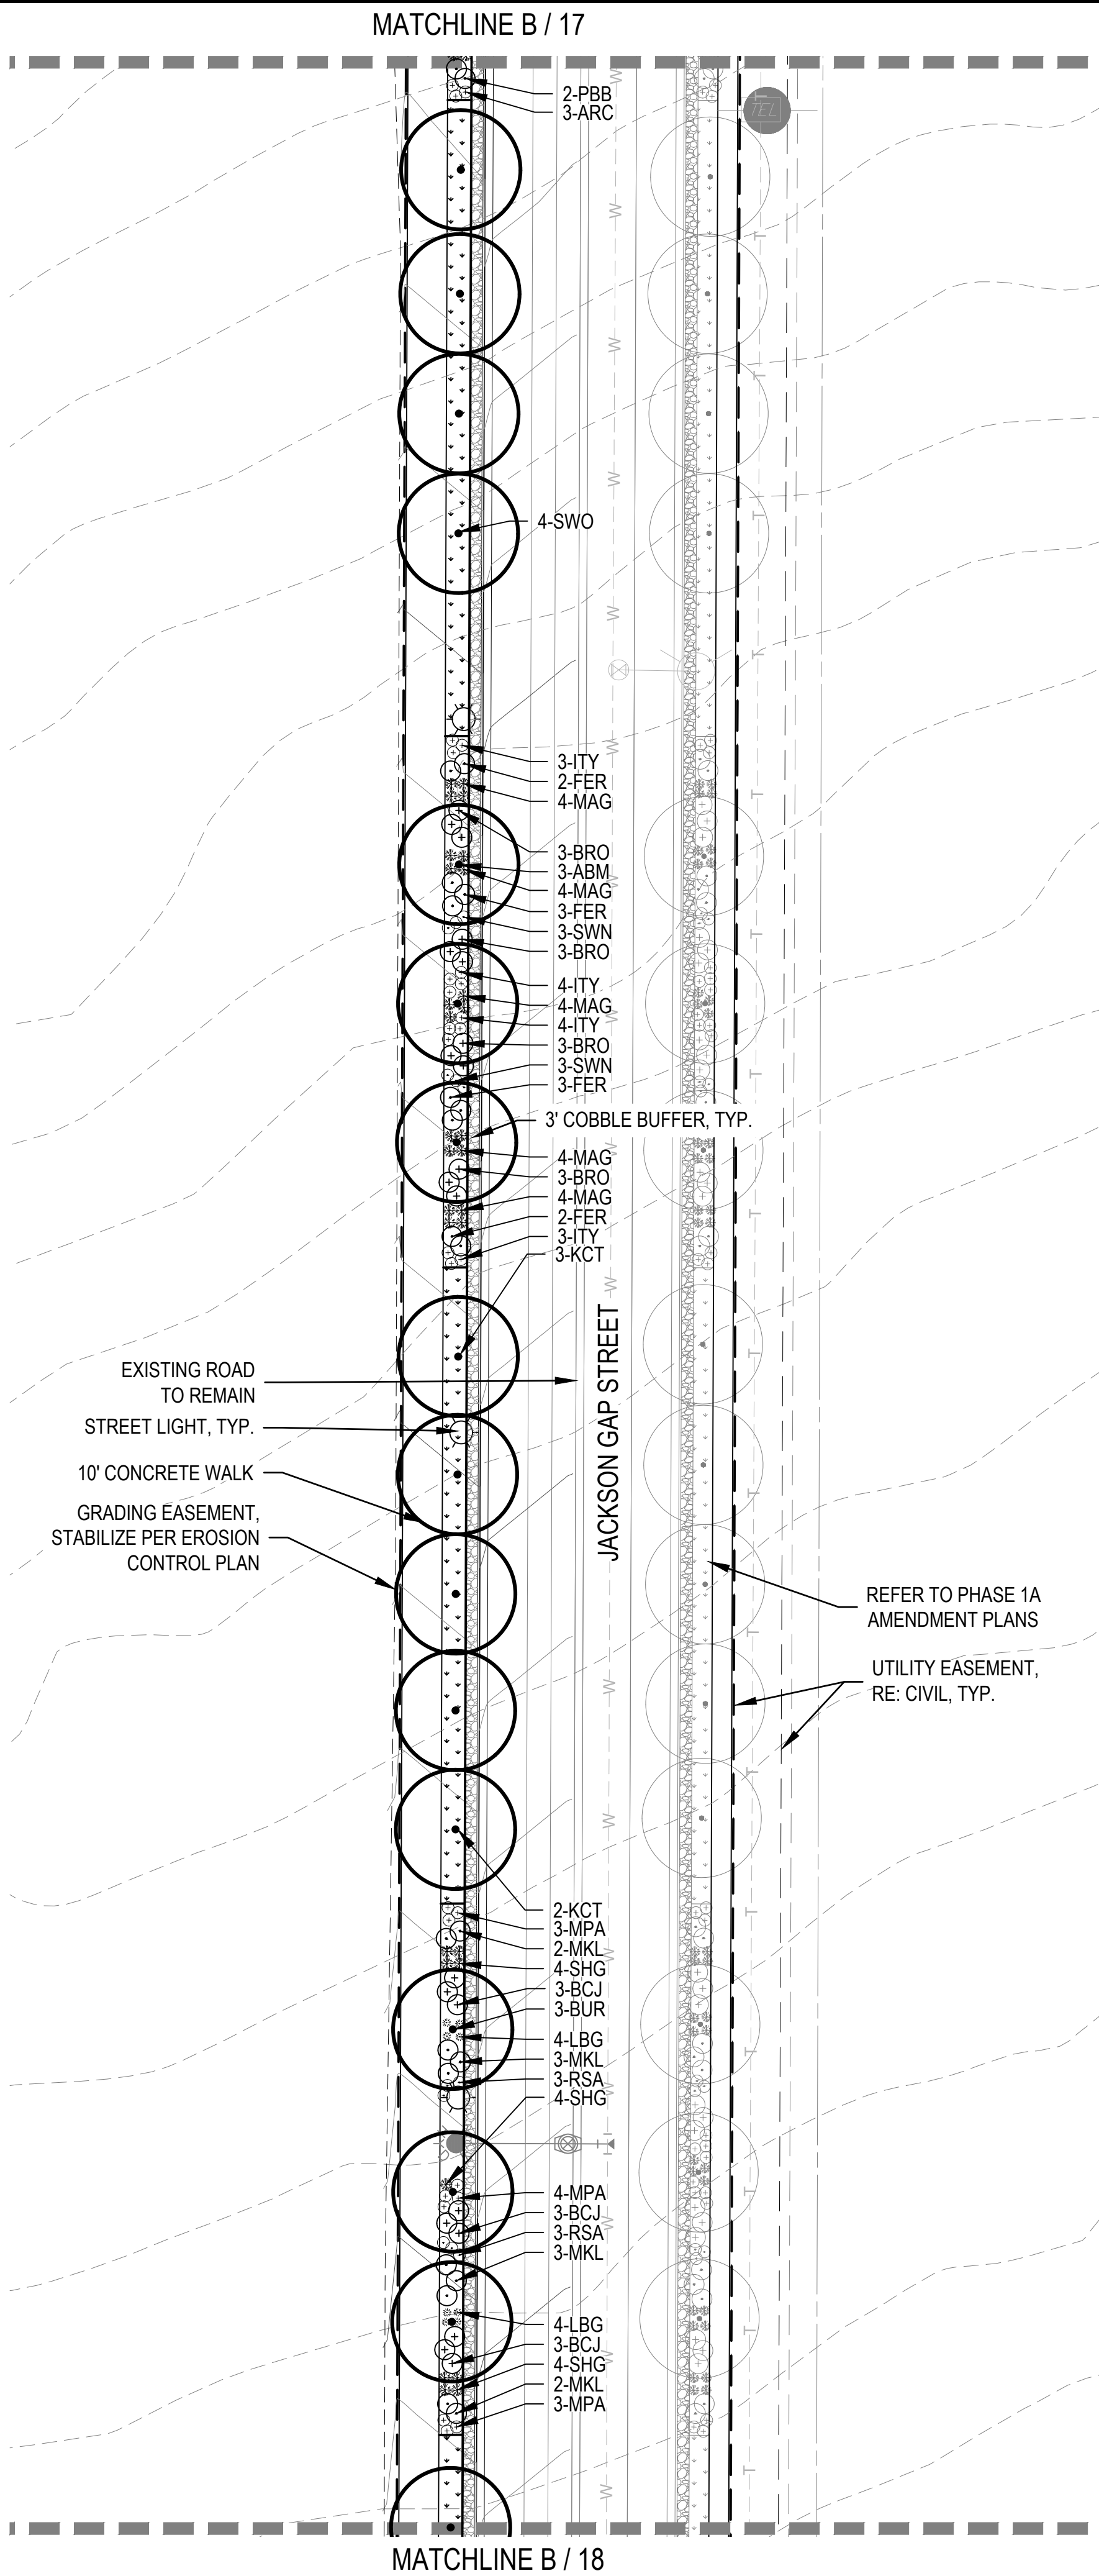 MATCHLINE B / 17
2-PBB
3-ARC
TEL
4-SWO
3-ITY
2-FER
4-MAG
3-BRO
3-ABM
4-MAG
3-FER
3-SWN
3-BRO
4-ITY
4-MAG
4-ITY
3-BRO
3-SWN
3-FER
3' COBBLE BUFFER, TYP.
4-MAG
3-BRO
4-MAG
2-FER
3-ITY
3-KCT
JACKSON GAP STREET
EXISTING ROAD
TO REMAIN
STREET LIGHT, TYP.
10' CONCRETE WALK
GRADING EASEMENT,
STABILIZE PER EROSION
CONTROL PLAN
REFER TO PHASE 1A
AMENDMENT PLANS
UTILITY EASEMENT,
RE: CIVIL, TYP.
2-KCT
3-MPA
2-MKL
4-SHG
3-BCJ
3-BUR
4-LBG
3-MKL
3-RSA
4-SHG
4-MPA
3-BCJ
3-RSA
3-MKL
4-LBG
3-BCJ
4-SHG
2-MKL
3-MPA
MATCHLINE B / 18